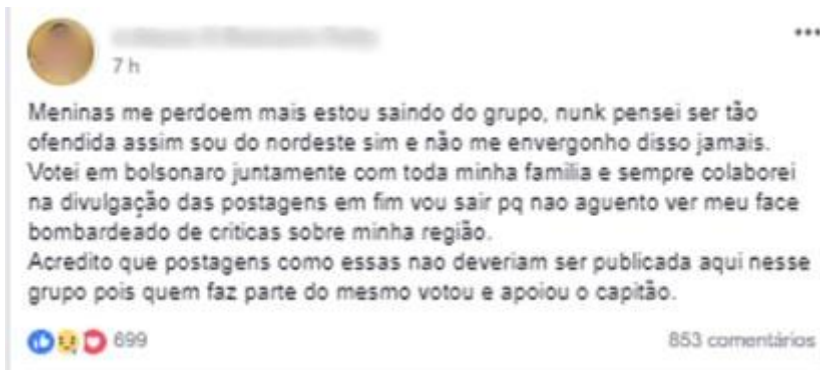 7 h
Meninas me perdoem mais estou saindo do grupo, nunk pensei ser tão
ofendida assim sou do nordeste sim e não me envergonho disso jamais.
Votei em bolsonaro juntamente com toda minha familia e sempre colaborei
na divulgação das postagens em fim vou sair pq nao aguento ver meu face
bombardeado de criticas sobre minha região.
Acredito que postagens como essas nao deveriam ser publicada aqui nesse
grupo pois quem faz parte do mesmo votou e apoiou o capitão.
699 853 comentários